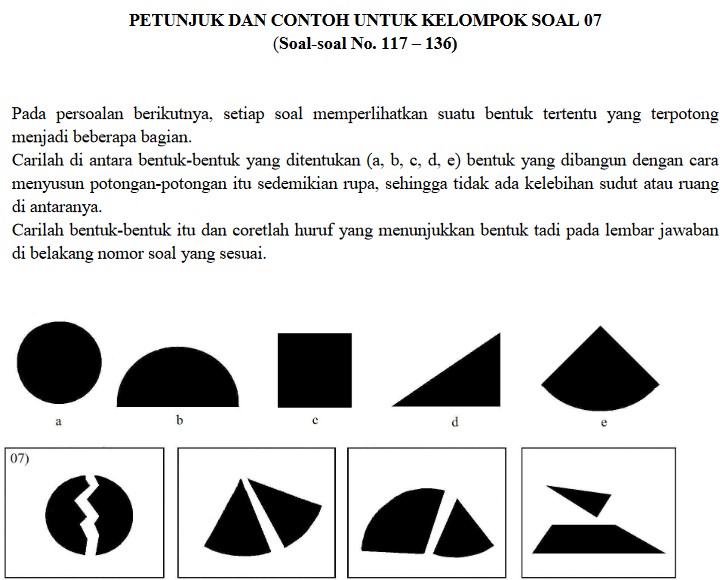 PETUNJUK DAN CONTOH UNTUK KELOMPOK SOAL 07
(Soal-soal No. 117 – 136)
Pada persoalan berikutnya, setiap soal memperlihatkan suatu bentuk tertentu yang terpotong
menjadi beberapa bagian.
Carilah di antara bentuk-bentuk yang ditentukan (a, b, c, d, e) bentuk yang dibangun dengan cara
menyusun potongan-potongan itu sedemikian rupa, sehingga tidak ada kelebihan sudut atau ruang
di antaranya.
Carilah bentuk-bentuk itu dan coretlah huruf yang menunjukkan bentuk tadi pada lembar jawaban
di belakang nomor soal yang sesuai.
a b c d e
07)